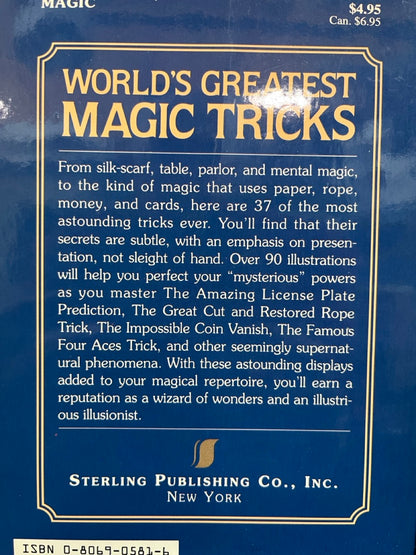 MAGIC
$4.95
Can. $6.95
WORLD'S GREATEST
MAGIC TRICKS
From silk-scarf, table, parlor, and mental magic,
to the kind of magic that uses paper, rope,
money, and cards, here are 37 of the most
astounding tricks ever. You'll find that their
secrets are subtle, with an emphasis on presen-
tation, not sleight of hand. Over 90 illustrations
will help you perfect your “mysterious” powers
as you master The Amazing License Plate
Prediction, The Great Cut and Restored Rope
Trick, The Impossible Coin Vanish, The Famous
Four Aces Trick, and other seemingly supernat-
ural phenomena. With these astounding displays
added to your magical repertoire, you'll earn a
reputation as a wizard of wonders and an illustri-
ous illusionist.
STERLING PUBLISHING CO., INC.
NEW YORK
ISBN 0-8069-0581-6